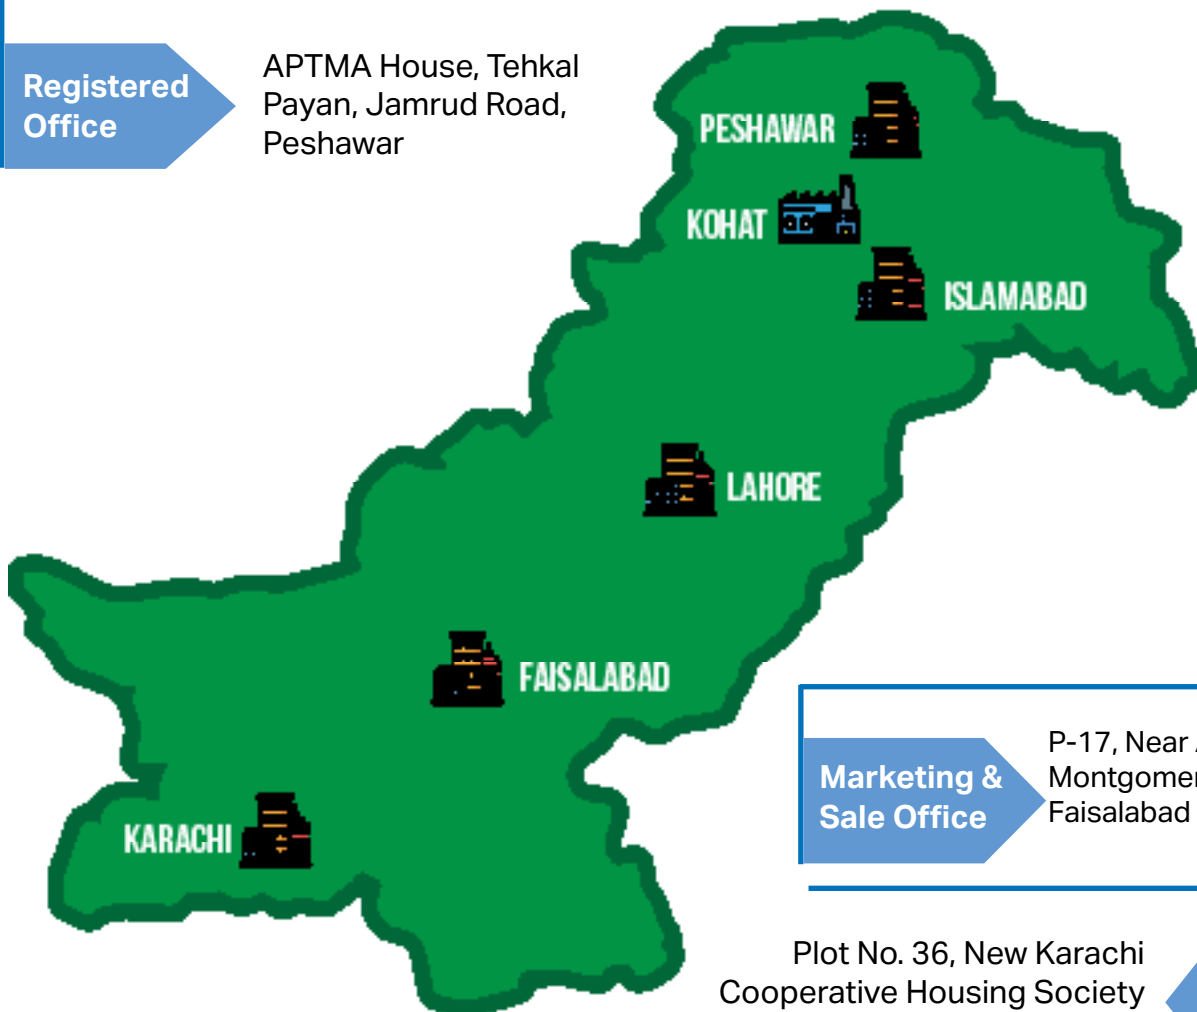 Registered
Office
APTMA House, Tehkal
Payan, Jamrud Road,
Peshawar
PESHAWAR
KOHAT
ISLAMABAD
LAHORE
FAISALABAD
KARACHI
Marketing &
Sale Office
P-17, Near
Faisalabad
Plot No. 36, New Karachi
Cooperative Housing Society